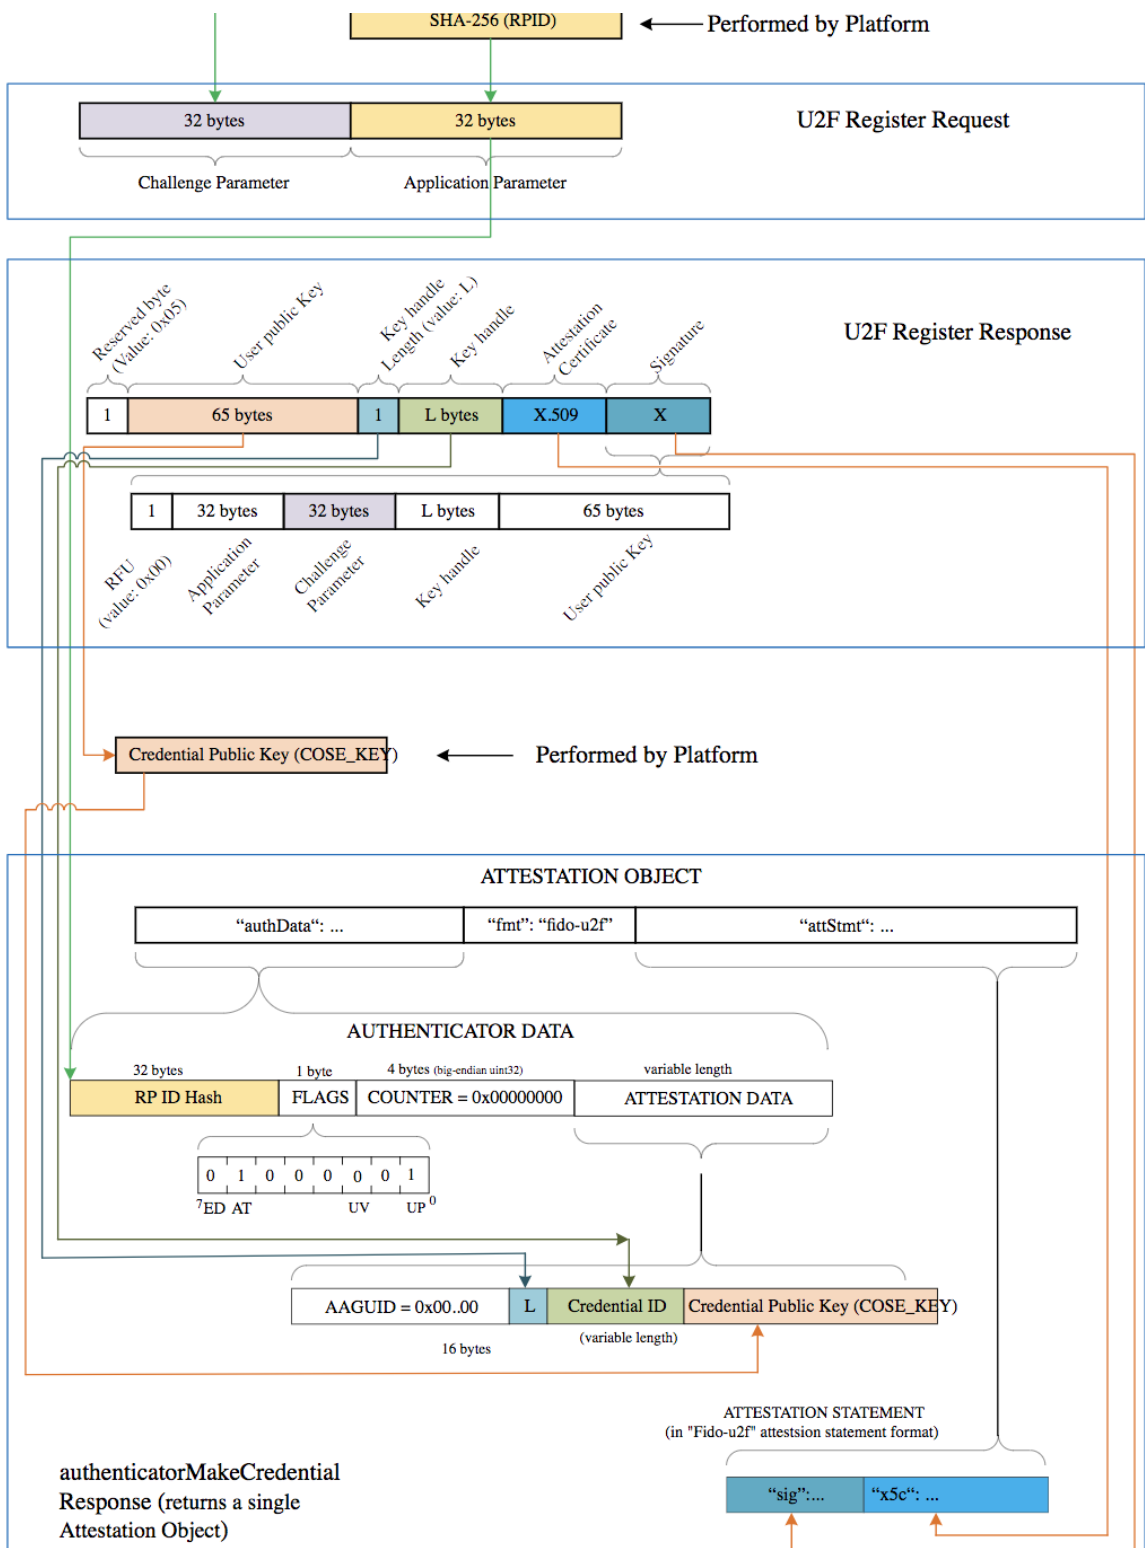 SHA-256 (RPID)
Performed by Platform
32 bytes
32 bytes
U2F Register Request
Challenge Parameter
Application Parameter
Reserved byte
(Value: 0x05)
User public Key
Key handle
Length (value: L)
Key handle
Attestation
Certificate
Signature
U2F Register Response
1
65 bytes
1
L bytes
X.509
X
1
32 bytes
32 bytes
L bytes
65 bytes
RFU
(value: 0x00)
Application
Parameter
Challenge
Parameter
Key handle
User public Key
Credential Public Key (COSE_KEY)
Performed by Platform
ATTESTATION OBJECT
“authData“: ...
“fmt”: “fido-u2f”
“attStmt“: ...
AUTHENTICATOR DATA
32 bytes
1 byte
4 bytes (big-endian uint32)
variable length
RP ID Hash
FLAGS
COUNTER = 0x00000000
ATTESTATION DATA
0 1 0 0 0 0 0 1
7 ED AT UV UP 0
AAGUID = 0x00..00
L
Credential ID
Credential Public Key (COSE_KEY)
16 bytes
(variable length)
ATTESTATION STATEMENT
(in "Fido-u2f" attestsion statement format)
“sig”:...
“x5c“: ...
authenticatorMakeCredential
Response (returns a single
Attestation Object)